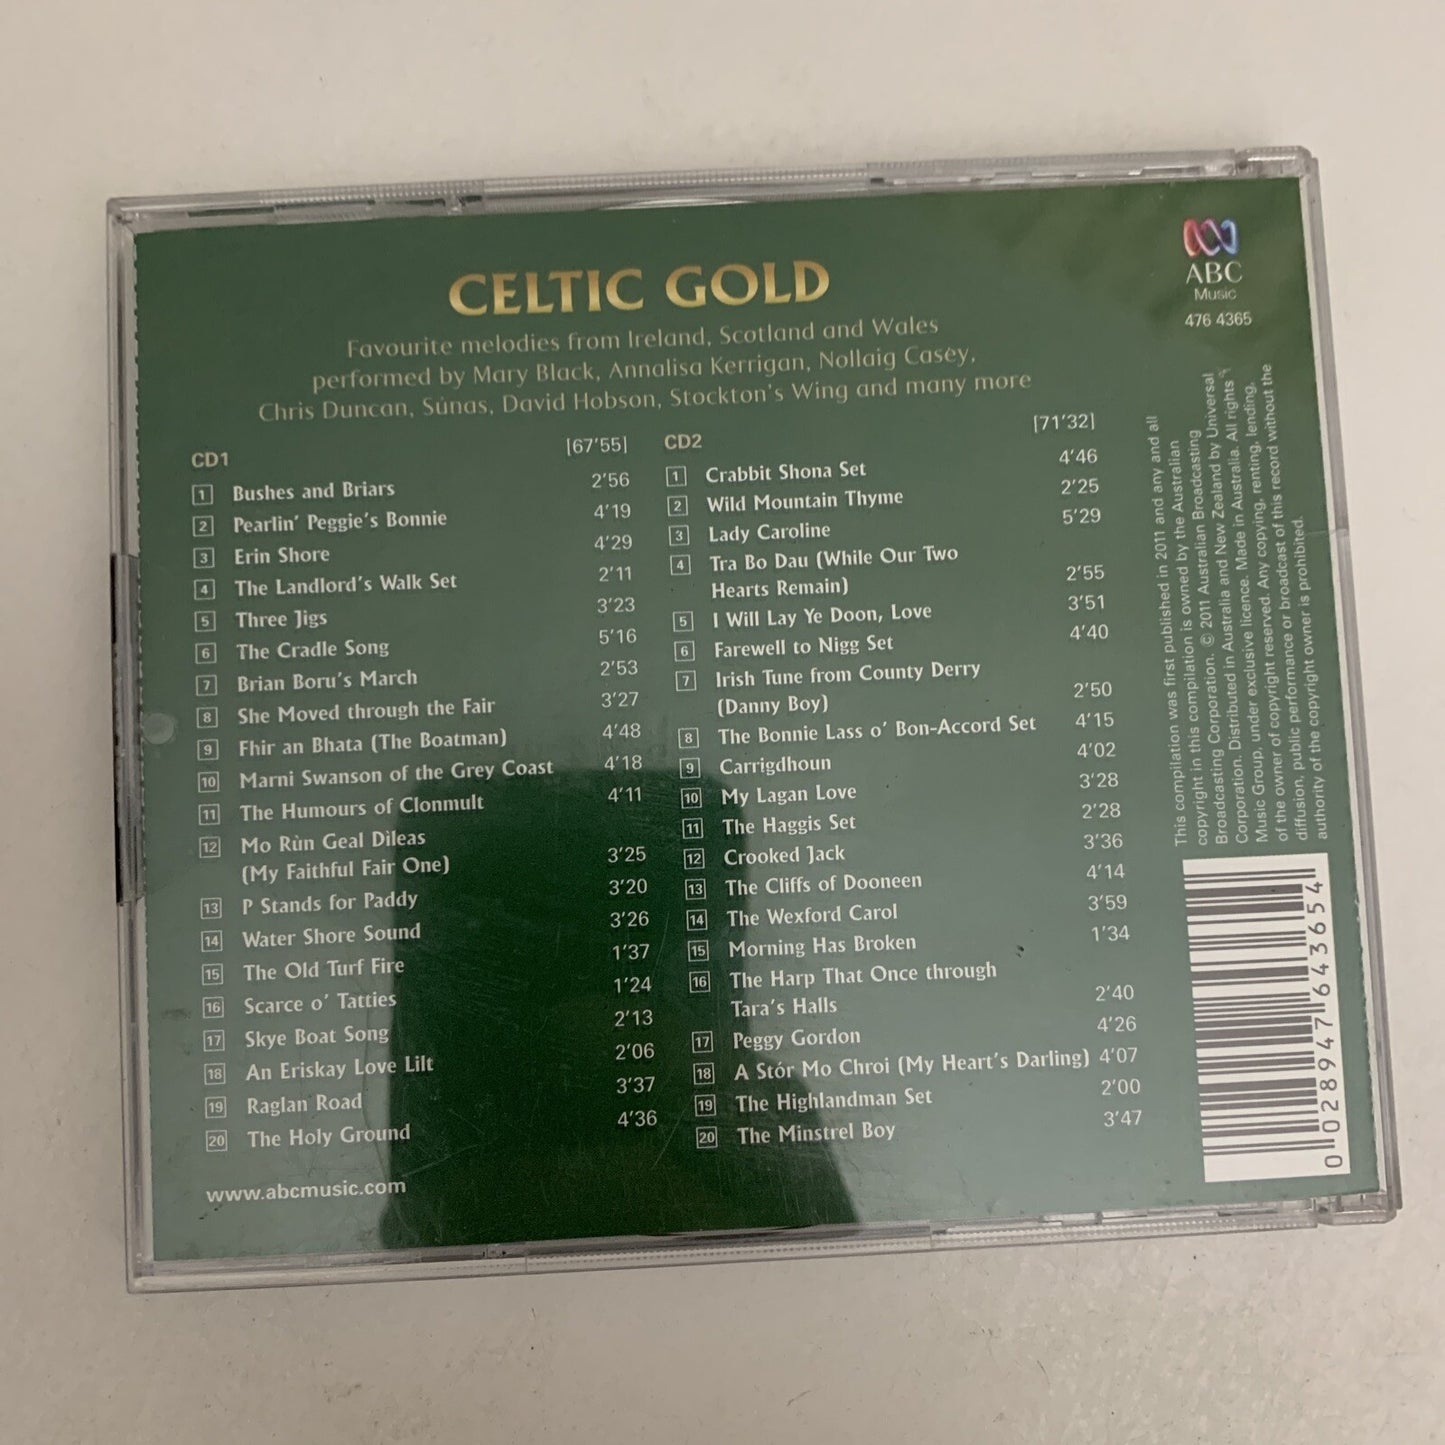 CELTIC GOLD
Favourite melodies from Ireland, Scotland and Wales
performed by Mary Black, Annalisa Kerrigan, Nollaig Casey,
Chris Duncan, Súnas, David Hobson, Stockton's Wing and many more
ABC
Music
476 4365
CD1 [67'55]
1 Bushes and Briars 2'56
2 Pearlin' Peggie's Bonnie 4'19
3 Erin Shore 4'29
4 The Landlord's Walk Set 2'11
5 Three Jigs 3'23
6 The Cradle Song 5'16
7 Brian Boru's March 2'53
8 She Moved through the Fair 3'27
9 Fhir an Bhata (The Boatman) 4'48
10 Marni Swanson of the Grey Coast 4'18
11 The Humours of Clonmult 4'11
12 Mo Rùn Geal Dìleas
(My Faithful Fair One) 3'25
13 P Stands for Paddy 3'20
14 Water Shore Sound 3'26
15 The Old Turf Fire 1'37
16 Scarce o' Tatties 1'24
17 Skye Boat Song 2'13
18 An Eriskay Love Lilt 2'06
19 Raglan Road 3'37
20 The Holy Ground 4'36
www.abcmusic.com
CD2 [71'32]
1 Crabbit Shona Set 4'46
2 Wild Mountain Thyme 2'25
3 Lady Caroline 5'29
4 Tra Bo Dau (While Our Two
Hearts Remain) 2'55
5 I Will Lay Ye Doon, Love 3'51
6 Farewell to Nigg Set 4'40
7 Irish Tune from County Derry
(Danny Boy) 2'50
8 The Bonnie Lass o' Bon-Accord Set 4'15
9 Carrigdhoun 4'02
10 My Lagan Love 3'28
11 The Haggis Set 2'28
12 Crooked Jack 3'36
13 The Cliffs of Dooneen 4'14
14 The Wexford Carol 3'59
15 Morning Has Broken 1'34
16 The Harp That Once through
Tara's Halls 2'40
17 Peggy Gordon 4'26
18 A Stór Mo Chroi (My Heart's Darling) 4'07
19 The Highlandman Set 2'00
20 The Minstrel Boy 3'47
This compilation was first published in 2011 and any and all
copyright in this compilation is owned by the Australian
Broadcasting Corporation. © 2011 Australian Broadcasting
Corporation. Distributed in Australia and New Zealand by Universal
Music Group, under exclusive licence. Made in Australia. All rights
of the owner of copyright reserved. Any copying, renting, lending,
diffusion, public performance or broadcast of this record without the
authority of the copyright owner is prohibited.
0 028947 643654